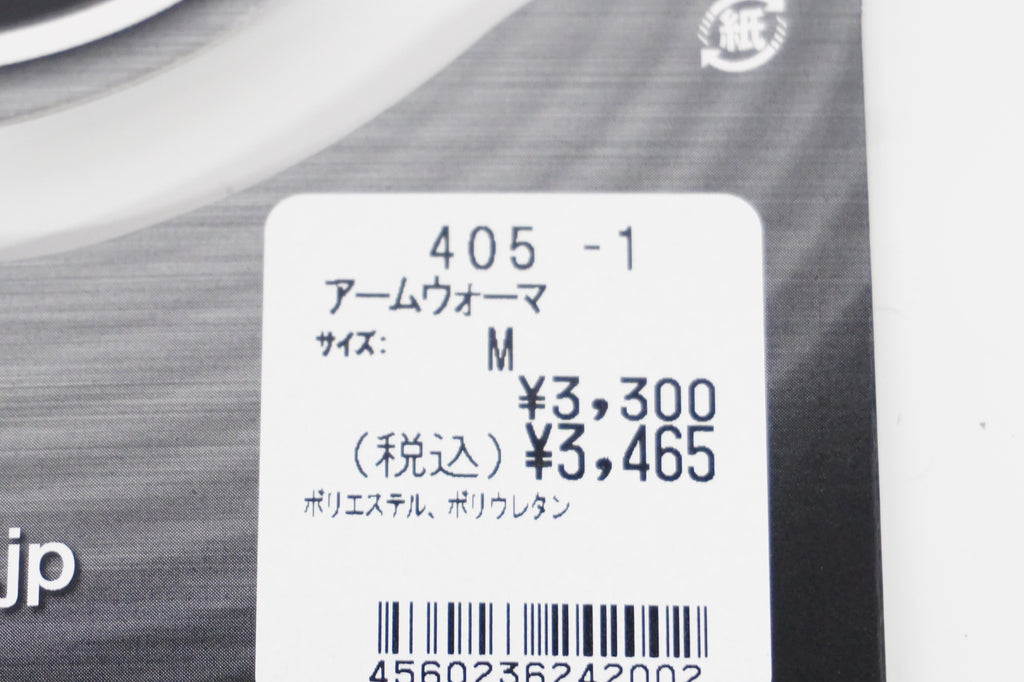 紙
405 -1
アームウォーマ
サイズ: M
¥3,300
(税込) ¥3,465
ポリエステル、ポリウレタン
.jp
4560236242002